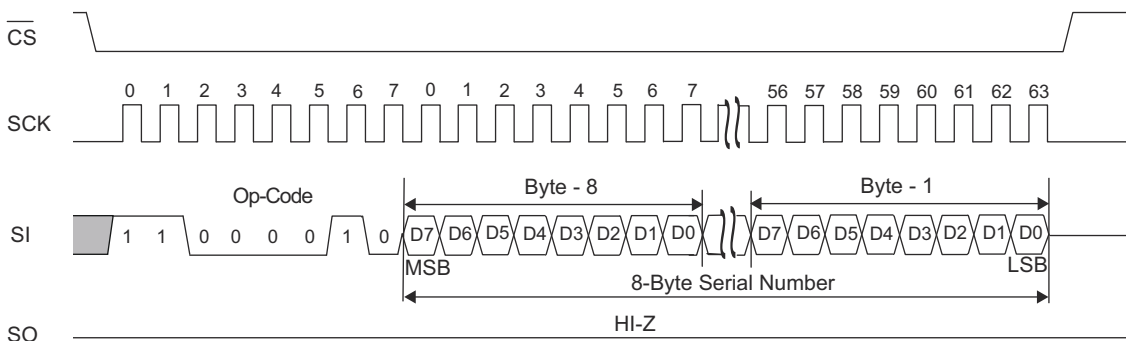 CS
0 1 2 3 4 5 6 7 0 1 2 3 4 5 6 7 56 57 58 59 60 61 62 63
SCK
Op-Code Byte - 8 Byte - 1
SI 1 1 0 0 0 0 1 0 D7 D6 D5 D4 D3 D2 D1 D0 D7 D6 D5 D4 D3 D2 D1 D0
MSB LSB
8-Byte Serial Number
HI-Z
SO